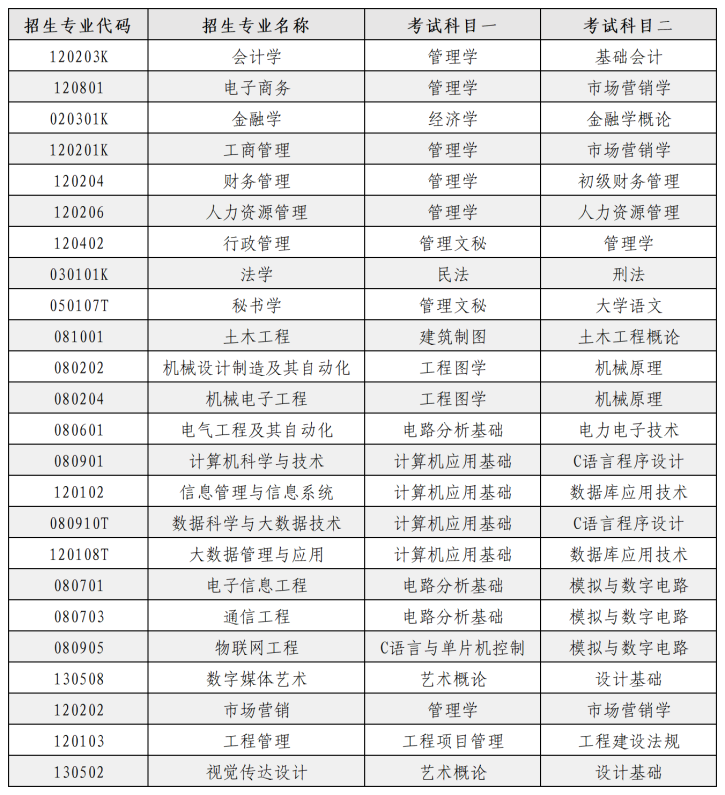 招生专业代码 招生专业名称 考试科目一 考试科目二
120203K 会计学 管理学 基础会计
120801 电子商务 管理学 市场营销学
020301K 金融学 经济学 金融学概论
120201K 工商管理 管理学 市场营销学
120204 财务管理 管理学 初级财务管理
120206 人力资源管理 管理学 人力资源管理
120402 行政管理 管理文秘 管理学
030101K 法学 民法 刑法
050107T 秘书学 管理文秘 大学语文
081001 土木工程 建筑制图 土木工程概论
080202 机械设计制造及其自动化 工程图学 机械原理
080204 机械电子工程 工程图学 机械原理
080601 电气工程及其自动化 电路分析基础 电力电子技术
080901 计算机科学与技术 计算机应用基础 C语言程序设计
120102 信息管理与信息系统 计算机应用基础 数据库应用技术
080910T 数据科学与大数据技术 计算机应用基础 C语言程序设计
120108T 大数据管理与应用 计算机应用基础 数据库应用技术
080701 电子信息工程 电路分析基础 模拟与数字电路
080703 通信工程 电路分析基础 模拟与数字电路
080905 物联网工程 C语言与单片机控制 模拟与数字电路
130508 数字媒体艺术 艺术概论 设计基础
120202 市场营销 管理学 市场营销学
120103 工程管理 工程项目管理 工程建设法规
130502 视觉传达设计 艺术概论 设计基础